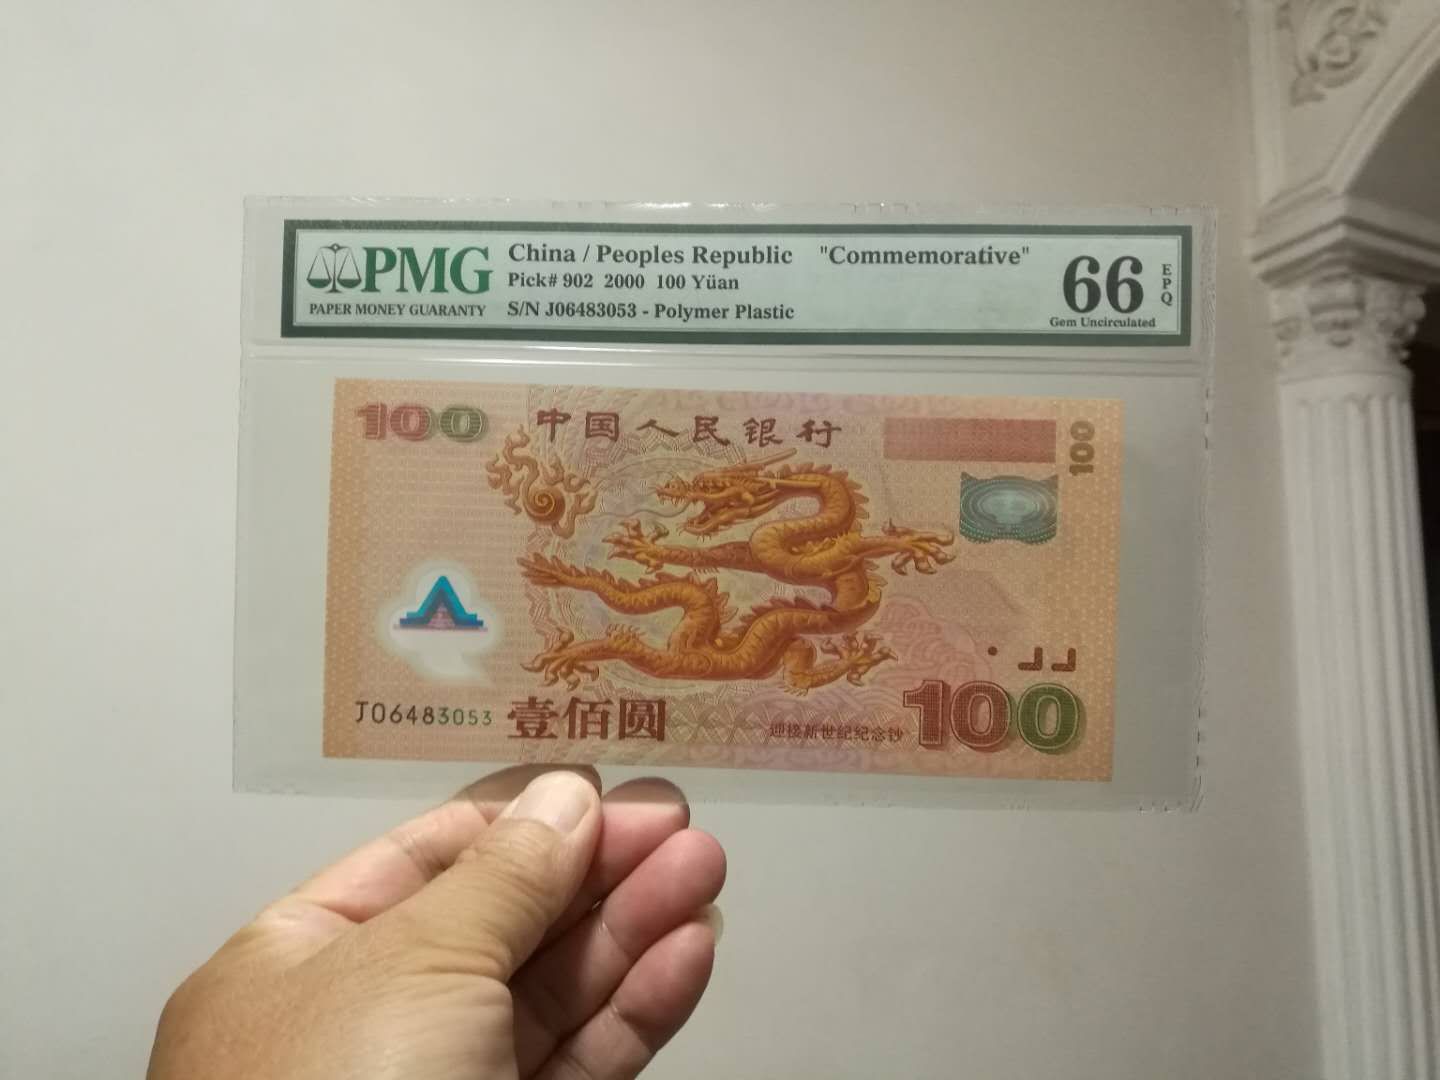 PMG
PAPER MONEY GUARANTY
China / Peoples Republic "Commemorative"
Pick# 902 2000 100 Yüan
S/N J06483053 - Polymer Plastic
66
EPQ
Gem Uncirculated
100
中国人民银行
100
J06483053
壹佰圆
迎接新世纪纪念钞
100